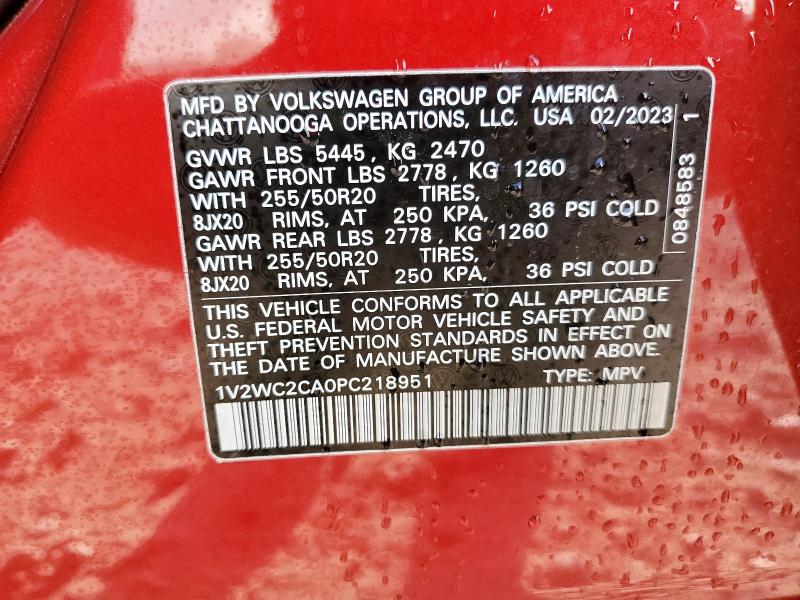 MFD BY VOLKSWAGEN GROUP OF AMERICA
CHATTANOOGA OPERATIONS, LLC. USA 02/2023
GVWR LBS 5445, KG 2470
GAWR FRONT LBS 2778, KG 1260
WITH 255/50R20 TIRES,
8JX20 RIMS, AT 250 KPA, 36 PSI COLD
GAWR REAR LBS 2778, KG 1260
WITH 255/50R20 TIRES,
8JX20 RIMS, AT 250 KPA, 36 PSI COLD
0848583 1
THIS VEHICLE CONFORMS TO ALL APPLICABLE
U.S. FEDERAL MOTOR VEHICLE SAFETY AND
THEFT PREVENTION STANDARDS IN EFFECT ON
THE DATE OF MANUFACTURE SHOWN ABOVE.
1V2WC2CA0PC218951 TYPE: MPV